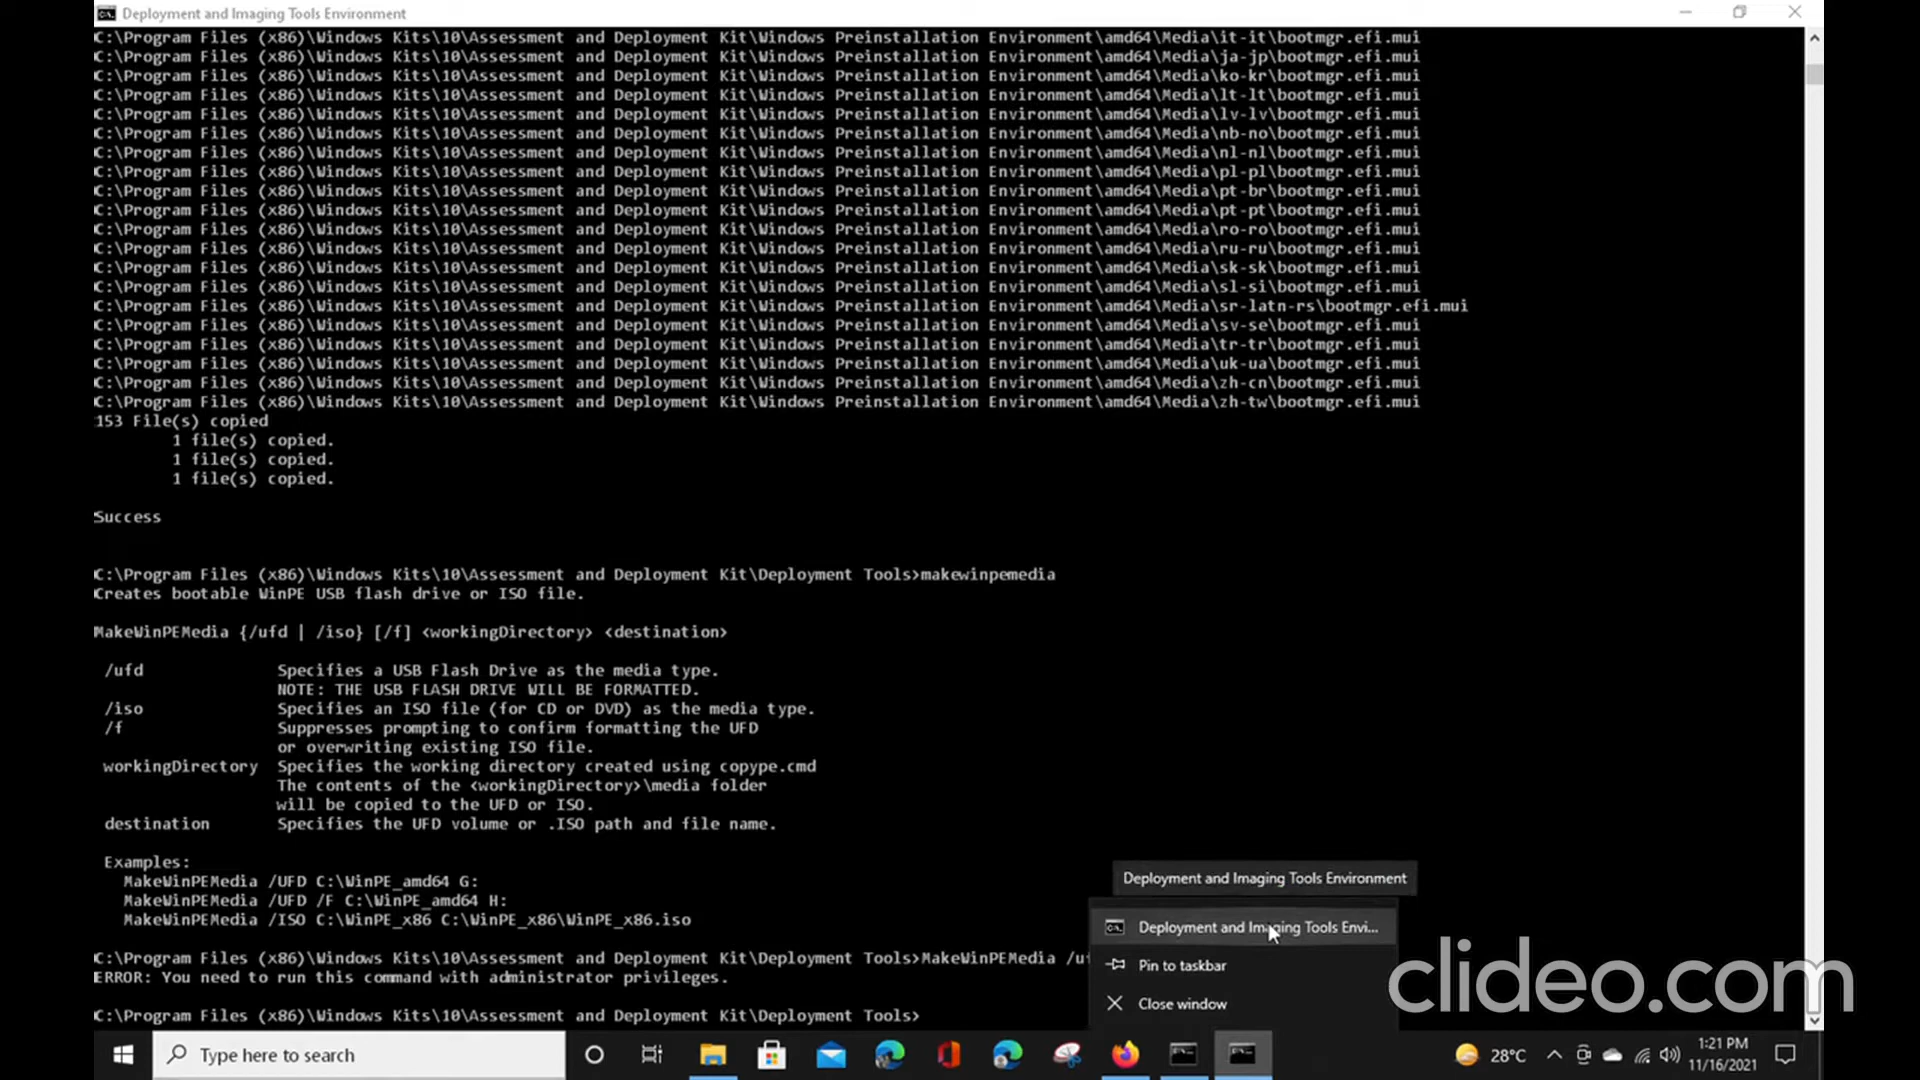 Deployment and Imaging Tools Environment
C:\Program Files (x86)\Windows Kits\10\Assessment and Deployment Kit\Windows Preinstallation Environment\amd64\Media\it-it\bootmgr.efi.mui
C:\Program Files (x86)\Windows Kits\10\Assessment and Deployment Kit\Windows Preinstallation Environment\amd64\Media\ja-jp\bootmgr.efi.mui
C:\Program Files (x86)\Windows Kits\10\Assessment and Deployment Kit\Windows Preinstallation Environment\amd64\Media\ko-kr\bootmgr.efi.mui
C:\Program Files (x86)\Windows Kits\10\Assessment and Deployment Kit\Windows Preinstallation Environment\amd64\Media\lt-lt\bootmgr.efi.mui
C:\Program Files (x86)\Windows Kits\10\Assessment and Deployment Kit\Windows Preinstallation Environment\amd64\Media\lv-lv\bootmgr.efi.mui
C:\Program Files (x86)\Windows Kits\10\Assessment and Deployment Kit\Windows Preinstallation Environment\amd64\Media\nb-no\bootmgr.efi.mui
C:\Program Files (x86)\Windows Kits\10\Assessment and Deployment Kit\Windows Preinstallation Environment\amd64\Media\nl-nl\bootmgr.efi.mui
C:\Program Files (x86)\Windows Kits\10\Assessment and Deployment Kit\Windows Preinstallation Environment\amd64\Media\pl-pl\bootmgr.efi.mui
C:\Program Files (x86)\Windows Kits\10\Assessment and Deployment Kit\Windows Preinstallation Environment\amd64\Media\pt-br\bootmgr.efi.mui
C:\Program Files (x86)\Windows Kits\10\Assessment and Deployment Kit\Windows Preinstallation Environment\amd64\Media\pt-pt\bootmgr.efi.mui
C:\Program Files (x86)\Windows Kits\10\Assessment and Deployment Kit\Windows Preinstallation Environment\amd64\Media\ro-ro\bootmgr.efi.mui
C:\Program Files (x86)\Windows Kits\10\Assessment and Deployment Kit\Windows Preinstallation Environment\amd64\Media\ru-ru\bootmgr.efi.mui
C:\Program Files (x86)\Windows Kits\10\Assessment and Deployment Kit\Windows Preinstallation Environment\amd64\Media\sk-sk\bootmgr.efi.mui
C:\Program Files (x86)\Windows Kits\10\Assessment and Deployment Kit\Windows Preinstallation Environment\amd64\Media\sl-si\bootmgr.efi.mui
C:\Program Files (x86)\Windows Kits\10\Assessment and Deployment Kit\Windows Preinstallation Environment\amd64\Media\sr-latn-rs\bootmgr.efi.mui
C:\Program Files (x86)\Windows Kits\10\Assessment and Deployment Kit\Windows Preinstallation Environment\amd64\Media\sv-se\bootmgr.efi.mui
C:\Program Files (x86)\Windows Kits\10\Assessment and Deployment Kit\Windows Preinstallation Environment\amd64\Media\tr-tr\bootmgr.efi.mui
C:\Program Files (x86)\Windows Kits\10\Assessment and Deployment Kit\Windows Preinstallation Environment\amd64\Media\uk-ua\bootmgr.efi.mui
C:\Program Files (x86)\Windows Kits\10\Assessment and Deployment Kit\Windows Preinstallation Environment\amd64\Media\zh-cn\bootmgr.efi.mui
C:\Program Files (x86)\Windows Kits\10\Assessment and Deployment Kit\Windows Preinstallation Environment\amd64\Media\zh-tw\bootmgr.efi.mui
153 File(s) copied
1 file(s) copied.
1 file(s) copied.
1 file(s) copied.
Success
C:\Program Files (x86)\Windows Kits\10\Assessment and Deployment Kit\Deployment Tools>makewinpemedia
Creates bootable WinPE USB flash drive or ISO file.
MakeWinPEMedia {/ufd | /iso} [/f] <workingDirectory> <destination>
/ufd Specifies a USB Flash Drive as the media type.
NOTE: THE USB FLASH DRIVE WILL BE FORMATTED.
/iso Specifies an ISO file (for CD or DVD) as the media type.
/f Suppresses prompting to confirm formatting the UFD
or overwriting existing ISO file.
workingDirectory Specifies the working directory created using copype.cmd
The contents of the <workingDirectory>\media folder
will be copied to the UFD or ISO.
destination Specifies the UFD volume or .ISO path and file name.
Examples:
MakeWinPEMedia /UFD C:\WinPE_amd64 G:
MakeWinPEMedia /UFD /F C:\WinPE_amd64 H:
MakeWinPEMedia /ISO C:\WinPE_x86 C:\WinPE_x86\WinPE_x86.iso
C:\Program Files (x86)\Windows Kits\10\Assessment and Deployment Kit\Deployment Tools>MakeWinPEMedia /uf
ERROR: You need to run this command with administrator privileges.
C:\Program Files (x86)\Windows Kits\10\Assessment and Deployment Kit\Deployment Tools>
Deployment and Imaging Tools Environment
Deployment and Imaging Tools Envi...
Pin to taskbar
Close window
clideo.com
Type here to search
28°C
1:21 PM
11/16/2021